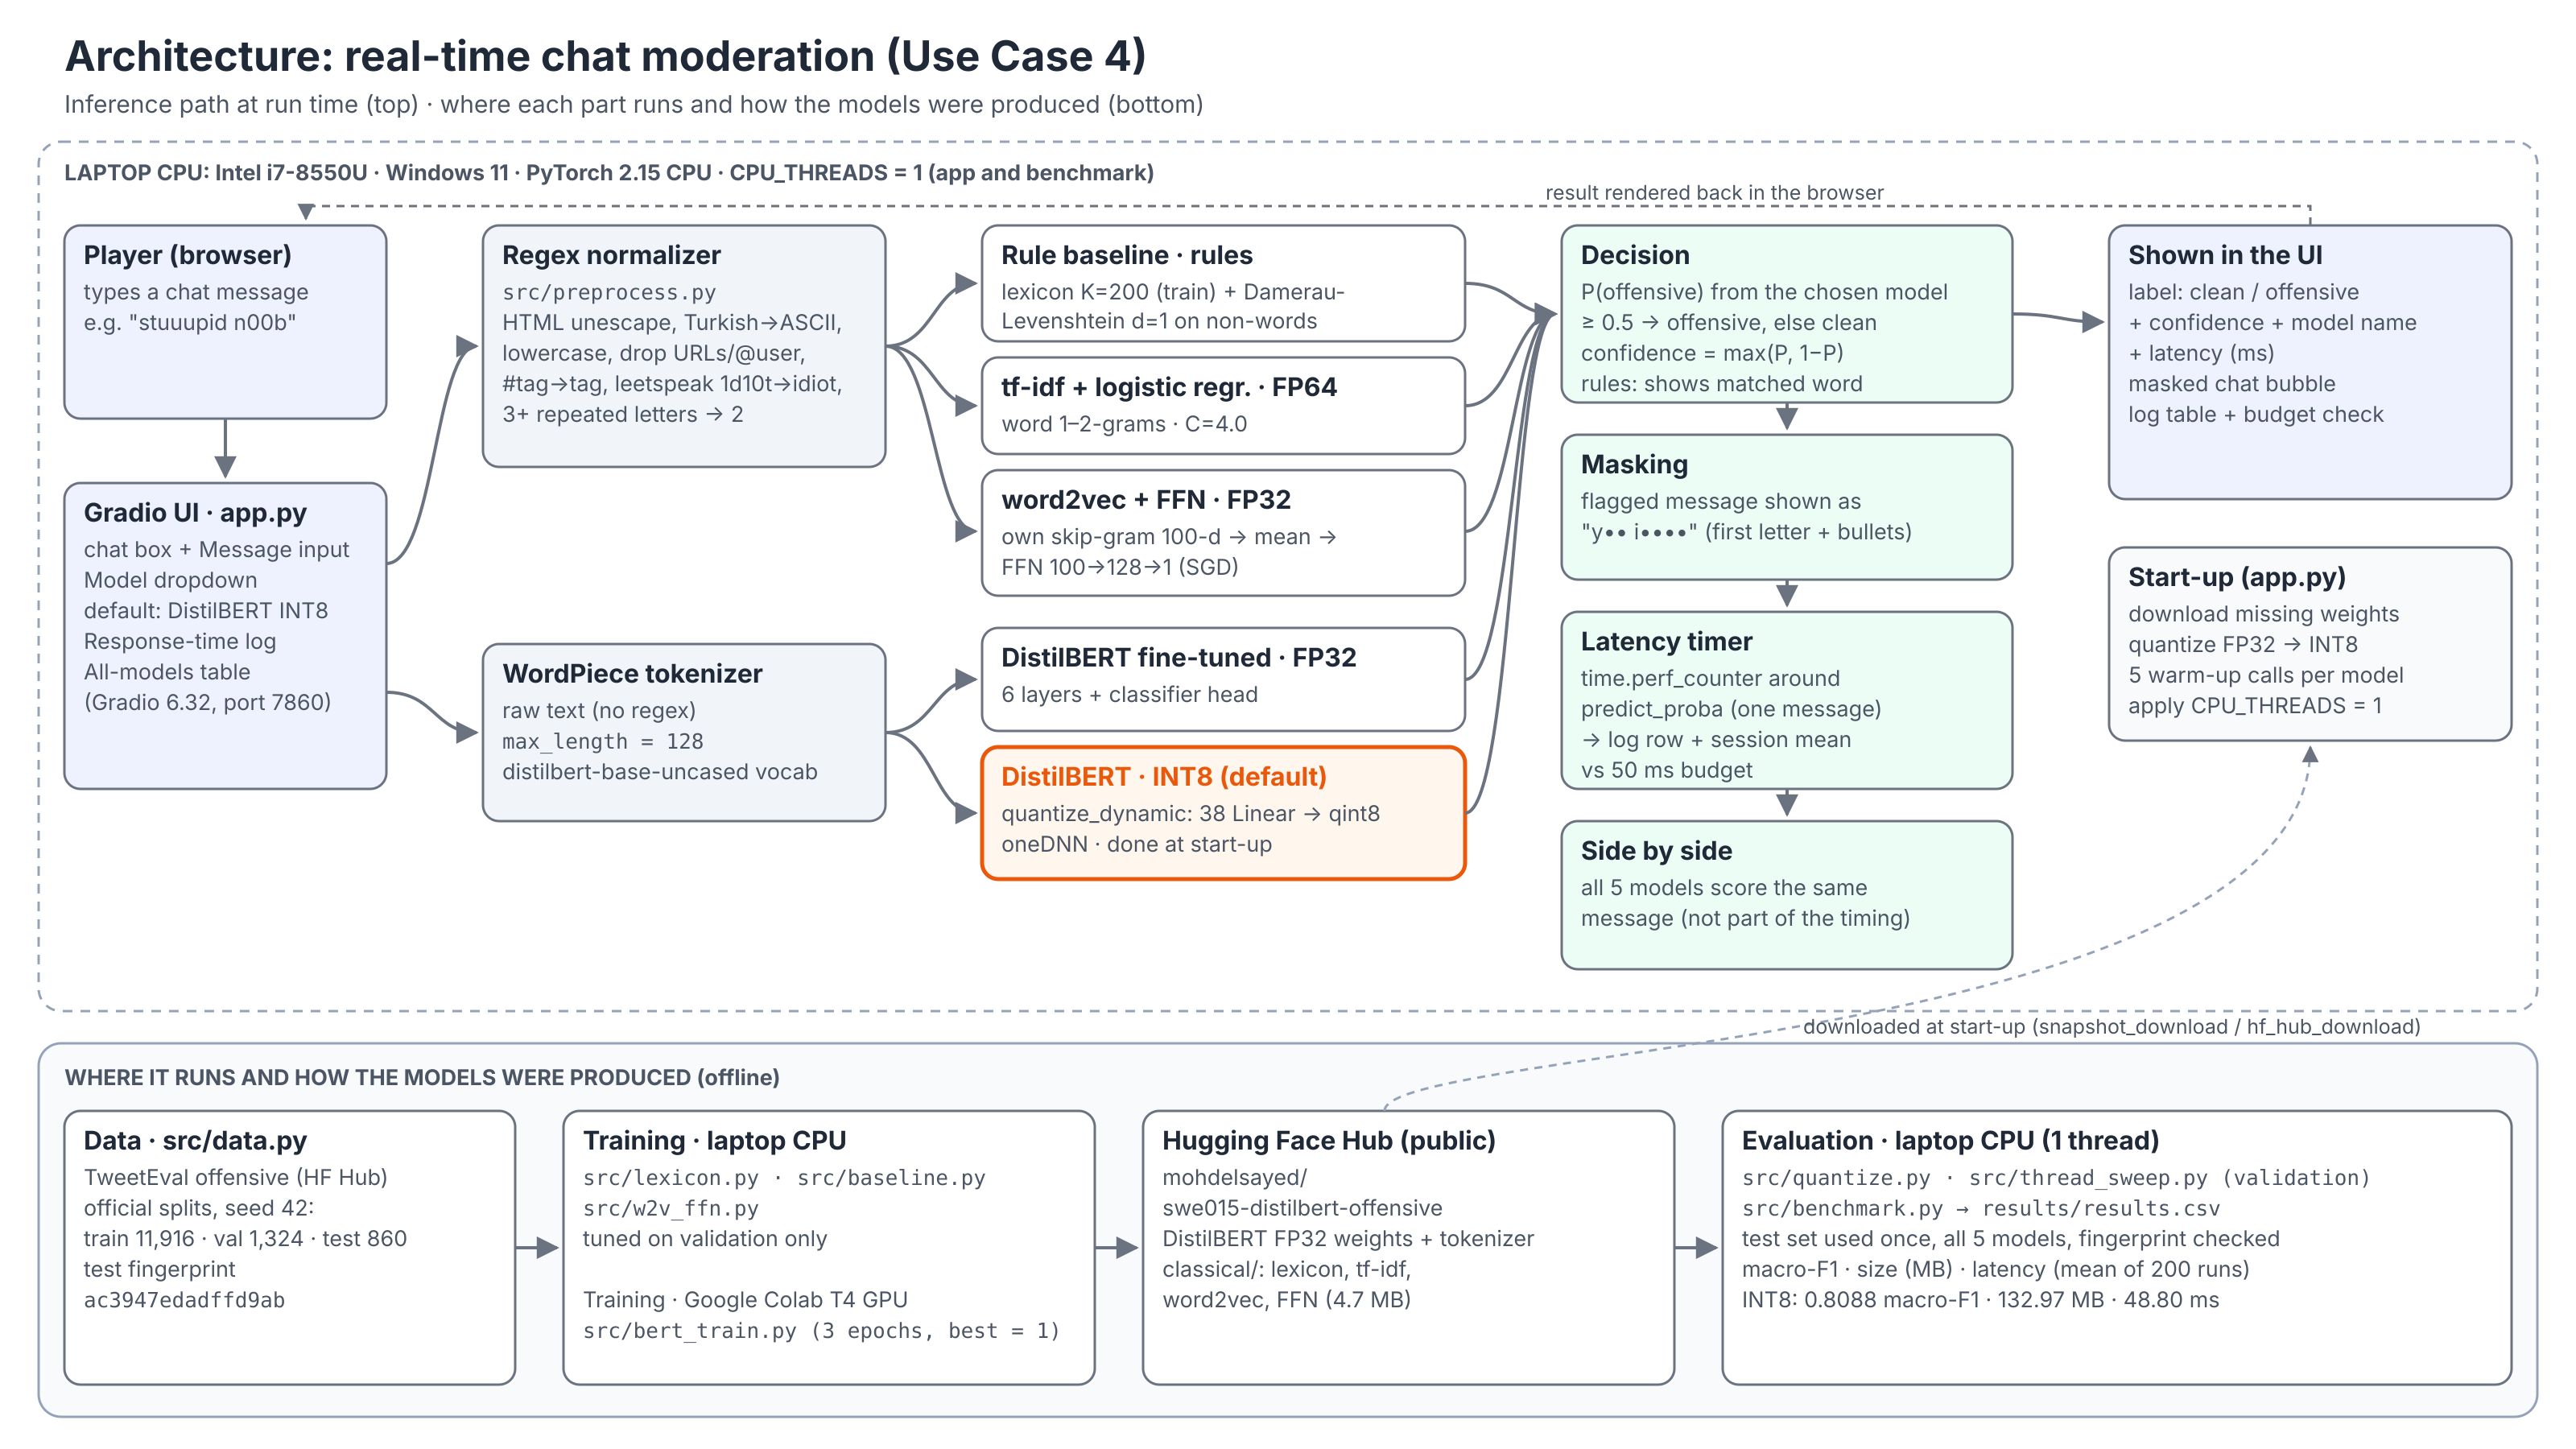 Architecture: real-time chat moderation (Use Case 4)
Inference path at run time (top) · where each part runs and how the models were produced (bottom)
LAPTOP CPU: Intel i7-8550U · Windows 11 · PyTorch 2.15 CPU · CPU_THREADS = 1 (app and benchmark)
result rendered back in the browser
Player (browser)
types a chat message
e.g. "stuuupid n00b"
Gradio UI · app.py
chat box + Message input
Model dropdown
default: DistilBERT INT8
Response-time log
All-models table
(Gradio 6.32, port 7860)
Regex normalizer
src/preprocess.py
HTML unescape, Turkish→ASCII,
lowercase, drop URLs/@user,
#tag→tag, leetspeak 1d10t→idiot,
3+ repeated letters → 2
WordPiece tokenizer
raw text (no regex)
max_length = 128
distilbert-base-uncased vocab
Rule baseline · rules
lexicon K=200 (train) + Damerau-
Levenshtein d=1 on non-words
tf-idf + logistic regr. · FP64
word 1–2-grams · C=4.0
word2vec + FFN · FP32
own skip-gram 100-d → mean →
FFN 100→128→1 (SGD)
DistilBERT fine-tuned · FP32
6 layers + classifier head
DistilBERT · INT8 (default)
quantize_dynamic: 38 Linear → qint8
oneDNN · done at start-up
Decision
P(offensive) from the chosen model
≥ 0.5 → offensive, else clean
confidence = max(P, 1−P)
rules: shows matched word
Masking
flagged message shown as
"y•• i••••" (first letter + bullets)
Latency timer
time.perf_counter around
predict_proba (one message)
→ log row + session mean
vs 50 ms budget
Side by side
all 5 models score the same
message (not part of the timing)
Shown in the UI
label: clean / offensive
+ confidence + model name
+ latency (ms)
masked chat bubble
log table + budget check
Start-up (app.py)
download missing weights
quantize FP32 → INT8
5 warm-up calls per model
apply CPU_THREADS = 1
downloaded at start-up (snapshot_download / hf_hub_download)
WHERE IT RUNS AND HOW THE MODELS WERE PRODUCED (offline)
Data · src/data.py
TweetEval offensive (HF Hub)
official splits, seed 42:
train 11,916 · val 1,324 · test 860
test fingerprint
ac3947edadffd9ab
Training · laptop CPU
src/lexicon.py · src/baseline.py
src/w2v_ffn.py
tuned on validation only
Training · Google Colab T4 GPU
src/bert_train.py (3 epochs, best = 1)
Hugging Face Hub (public)
mohdelsayed/
swe015-distilbert-offensive
DistilBERT FP32 weights + tokenizer
classical/: lexicon, tf-idf,
word2vec, FFN (4.7 MB)
Evaluation · laptop CPU (1 thread)
src/quantize.py · src/thread_sweep.py (validation)
src/benchmark.py → results/results.csv
test set used once, all 5 models, fingerprint checked
macro-F1 · size (MB) · latency (mean of 200 runs)
INT8: 0.8088 macro-F1 · 132.97 MB · 48.80 ms